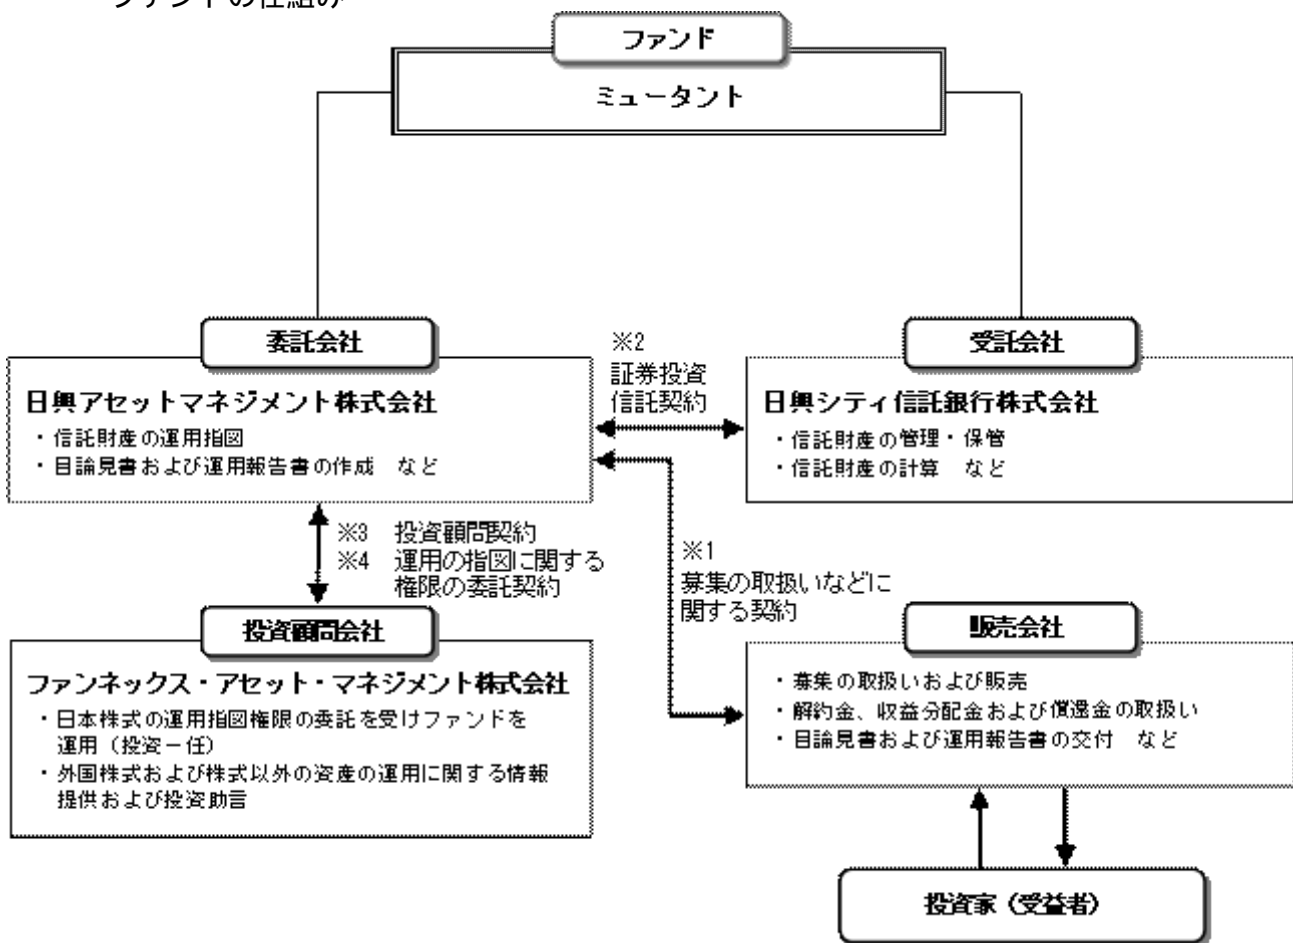 ファンドの仕組み
ファンド
ミュータント
委託会社
日興アセットマネジメント株式会社
・信託財産の運用指図
・目論見書および運用報告書の作成　など
※2
証券投資
信託契約
受託会社
日興シティ信託銀行株式会社
・信託財産の管理・保管
・信託財産の計算　など
※3　投資顧問契約
※4　運用の指図に関する
権限の委託契約
※1
募集の取扱いなどに
関する契約
投資顧問会社
ファンネックス・アセット・マネジメント株式会社
・日本株式の運用指図権限の委託を受けファンドを
運用（投資一任）
・外国株式および株式以外の資産の運用に関する情報
提供および投資助言
販売会社
・募集の取扱いおよび販売
・解約金、収益分配金および償還金の取扱い
・目論見書および運用報告書の交付　など
投資家（受益者）